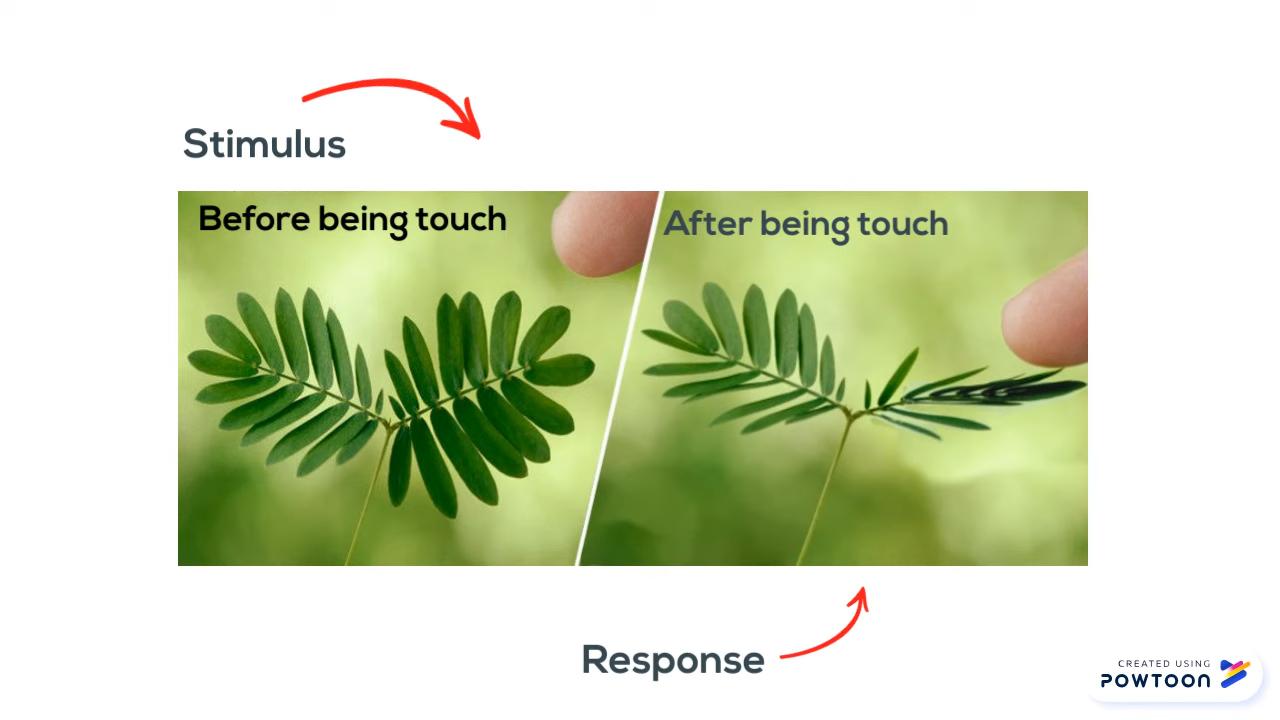 Stimulus
Before being touch
After being touch
Response
CREATED USING
POWTOON